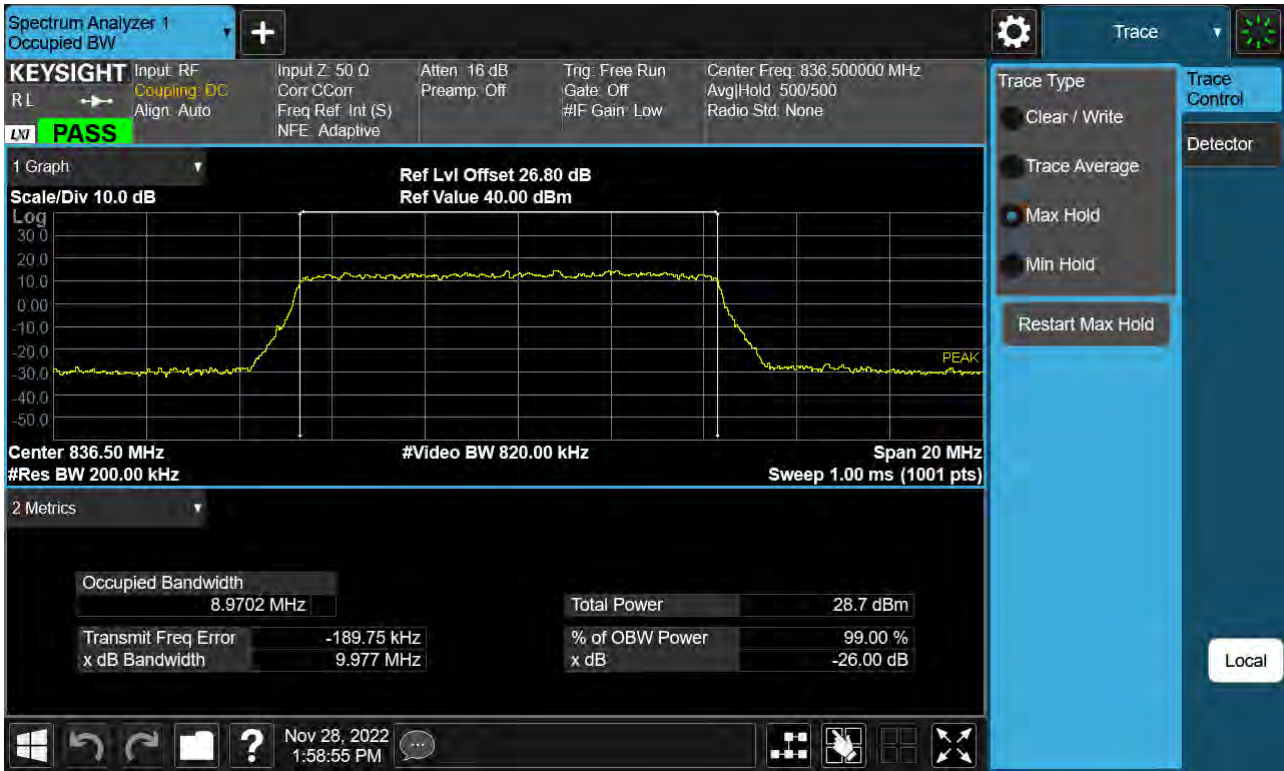 Spectrum Analyzer 1
Occupied BW
+
Trace
KEYSIGHT
RL
LXI
PASS
Input: RF
Coupling: DC
Align: Auto
Input Z: 50 Ω
Corr CCorr
Freq Ref: Int (S)
NFE: Adaptive
Atten: 16 dB
Preamp: Off
Trig: Free Run
Gate: Off
#IF Gain: Low
Center Freq: 836.500000 MHz
Avg|Hold: 500/500
Radio Std: None
Trace Type
Clear / Write
Trace Average
Max Hold
Min Hold
Restart Max Hold
Trace
Control
Detector
1 Graph
Scale/Div 10.0 dB
Ref Lvl Offset 26.80 dB
Ref Value 40.00 dBm
Log
30.0
20.0
10.0
0.00
-10.0
-20.0
-30.0
-40.0
-50.0
PEAK
Center 836.50 MHz
#Video BW 820.00 kHz
Span 20 MHz
#Res BW 200.00 kHz
Sweep 1.00 ms (1001 pts)
2 Metrics
Occupied Bandwidth
8.9702 MHz
Total Power 28.7 dBm
Transmit Freq Error -189.75 kHz
% of OBW Power 99.00 %
x dB Bandwidth 9.977 MHz
x dB -26.00 dB
Local
?
Nov 28, 2022
1:58:55 PM